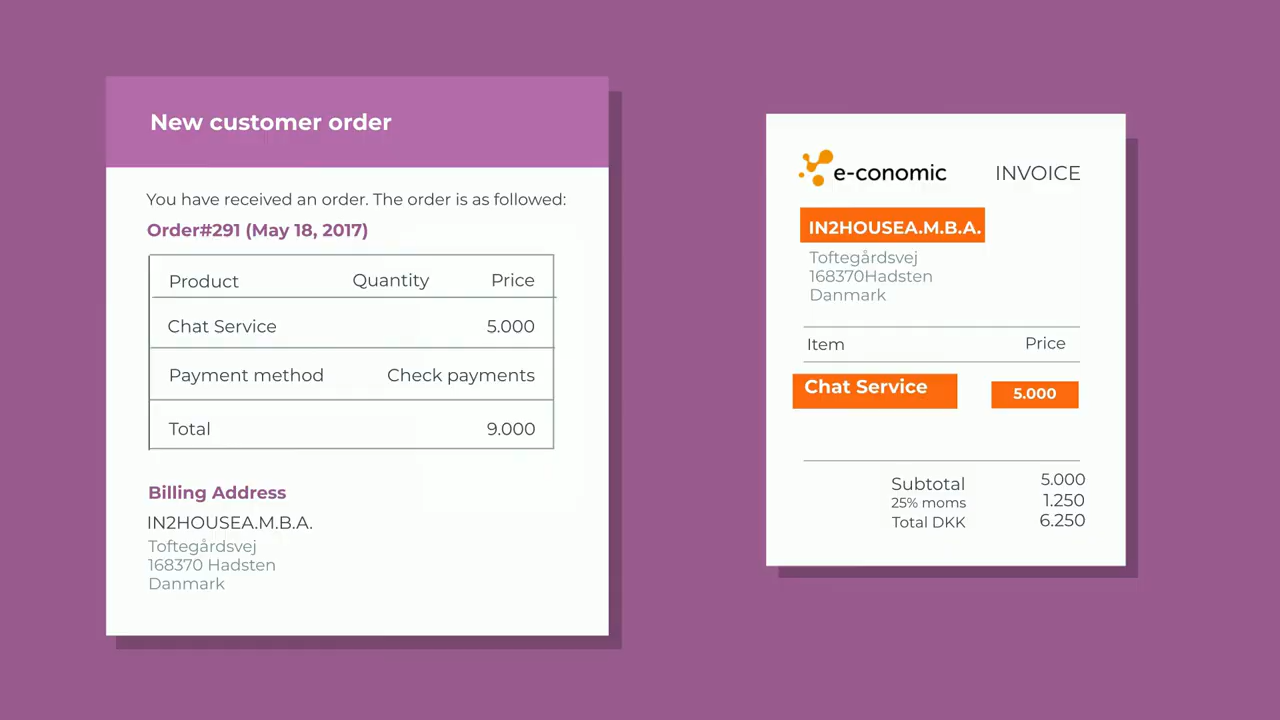 New customer order
You have received an order. The order is as followed:
Order#291 (May 18, 2017)
Product Quantity Price
Chat Service 5.000
Payment method Check payments
Total 9.000
Billing Address
IN2HOUSEA.M.B.A.
Toftegårdsvej
168370 Hadsten
Danmark
e-conomic INVOICE
IN2HOUSEA.M.B.A.
Toftegårdsvej
168370Hadsten
Danmark
Item Price
Chat Service 5.000
Subtotal 5.000
25% moms 1.250
Total DKK 6.250